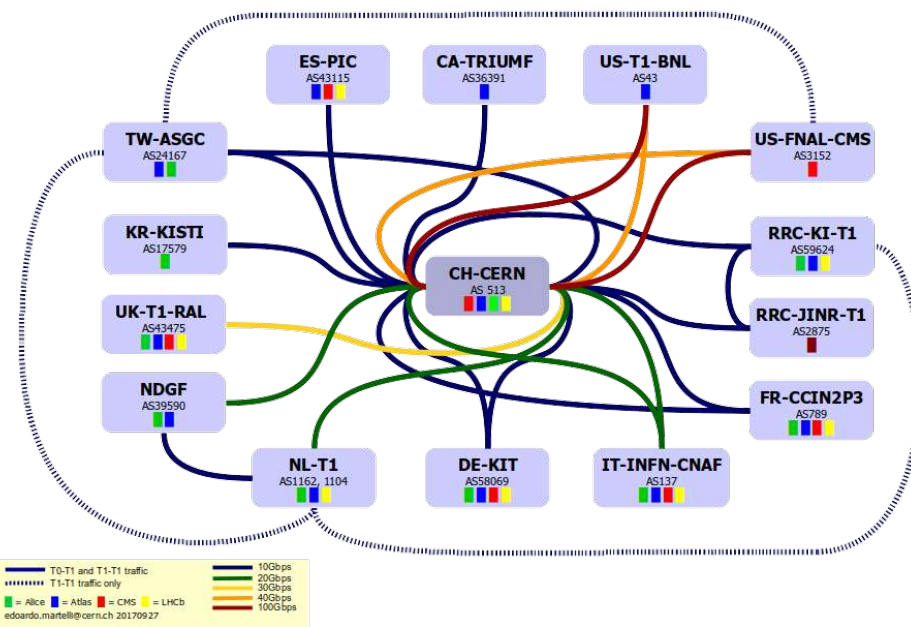 ES-PIC
AS43115
CA-TRIUMF
AS36391
US-T1-BNL
AS43
TW-ASGC
AS24167
US-FNAL-CMS
AS3152
KR-KISTI
AS17579
CH-CERN
AS 513
RRC-KI-T1
AS59624
UK-T1-RAL
AS43475
RRC-JINR-T1
AS2875
NDGF
AS39590
FR-CCIN2P3
AS789
NL-T1
AS1162, 1104
DE-KIT
AS58069
IT-INFN-CNAF
AS137
T0-T1 and T1-T1 traffic
T1-T1 traffic only
= Alice = Atlas = CMS = LHCb
edoardo.martelli@cern.ch 20170927
10Gbps
20Gbps
30Gbps
40Gbps
100Gbps